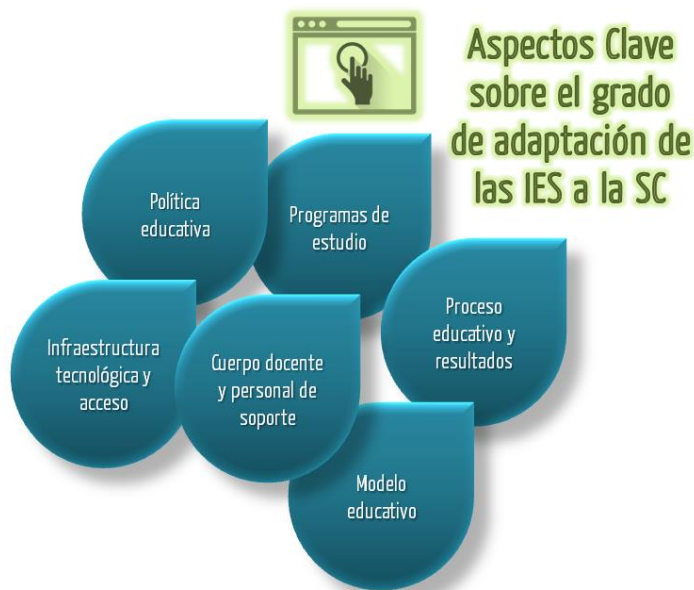 Aspectos Clave
sobre el grado
de adaptación de
las IES a la SC
Política
educativa
Programas de
estudio
Proceso
educativo y
resultados
Infraestructura
tecnológica y
acceso
Cuerpo docente
y personal de
soporte
Modelo
educativo